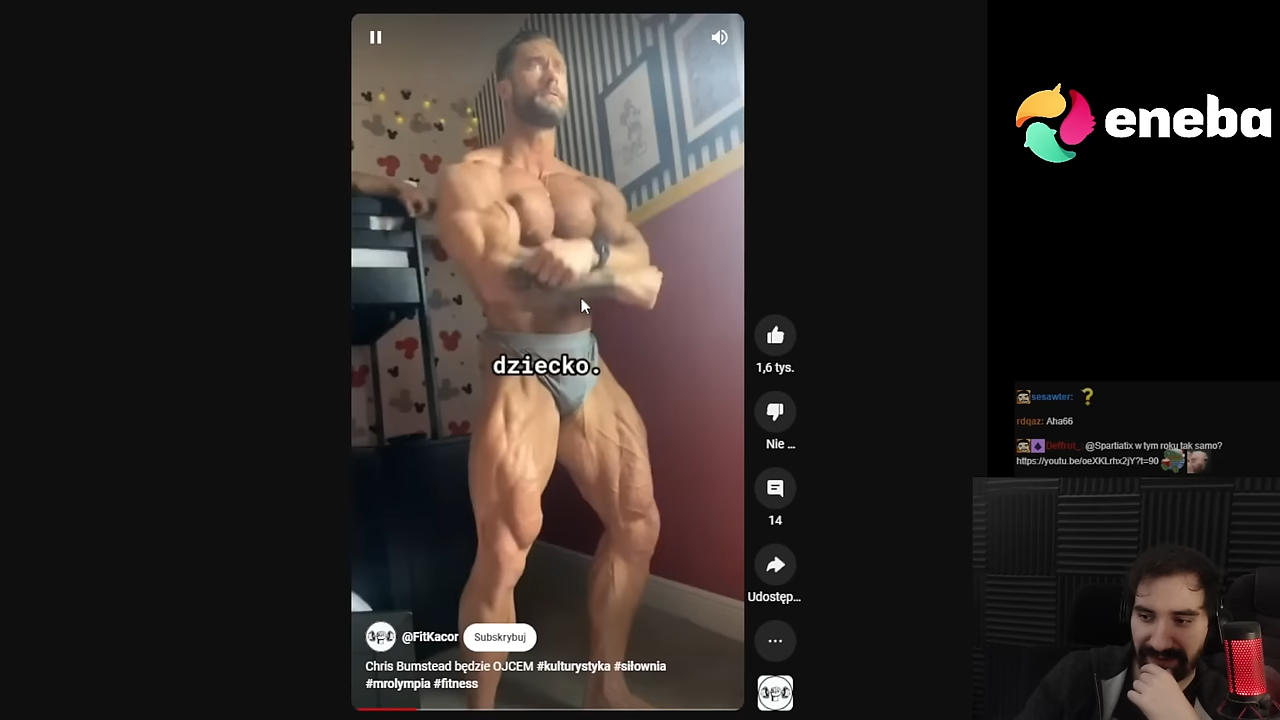 eneba
dziecko.
1,6 tys.
Nie ...
14
Udostęp...
@FitKacor
Subskrybuj
Chris Bumstead będzie OJCEM #kulturystyka #siłownia
#mrolympia #fitness
sesawter:
rdqaz: Aha66
Deffrut_: @Spartiatix w tym roku tak samo?
https://youtu.be/oeXKLrhx2jY?t=90